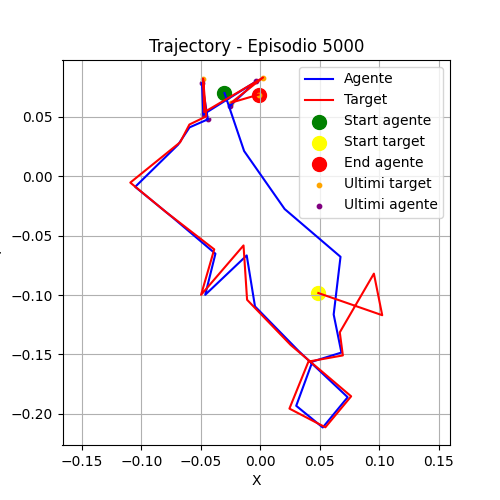 Trajectory - Episodio 5000
Agente
Target
Start agente
Start target
End agente
Ultimi target
Ultimi agente
0.05
0.00
−0.05
−0.10
−0.15
−0.20
−0.15
−0.10
−0.05
0.00
0.05
0.10
0.15
X